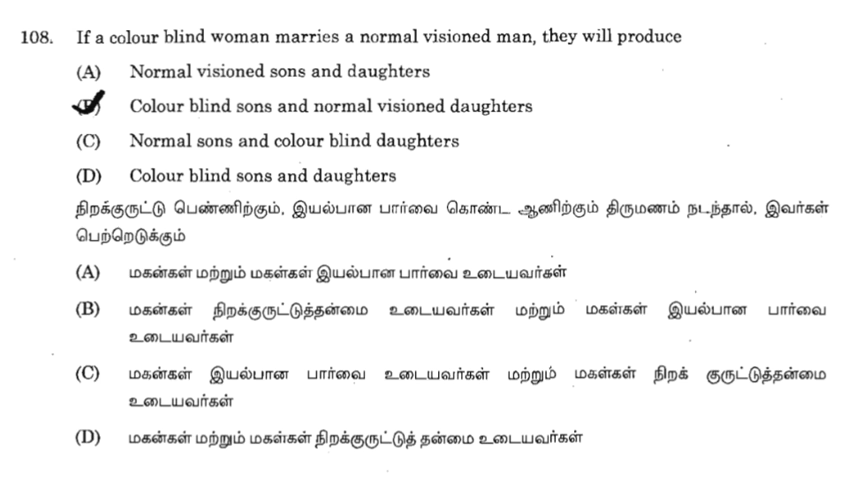 108. If a colour blind woman marries a normal visioned man, they will produce
(A) Normal visioned sons and daughters
(B) Colour blind sons and normal visioned daughters
(C) Normal sons and colour blind daughters
(D) Colour blind sons and daughters
நிறக்குருட்டு பெண்ணிற்கும், இயல்பான பார்வை கொண்ட ஆணிற்கும் திருமணம் நடந்தால், இவர்கள்
பெற்றெடுக்கும்
(A) மகன்கள் மற்றும் மகள்கள் இயல்பான பார்வை உடையவர்கள்
(B) மகன்கள் நிறக்குருட்டுத்தன்மை உடையவர்கள் மற்றும் மகள்கள் இயல்பான பார்வை
உடையவர்கள்
(C) மகன்கள் இயல்பான பார்வை உடையவர்கள் மற்றும் மகள்கள் நிறக் குருட்டுத்தன்மை
உடையவர்கள்
(D) மகன்கள் மற்றும் மகள்கள் நிறக்குருட்டுத் தன்மை உடையவர்கள்